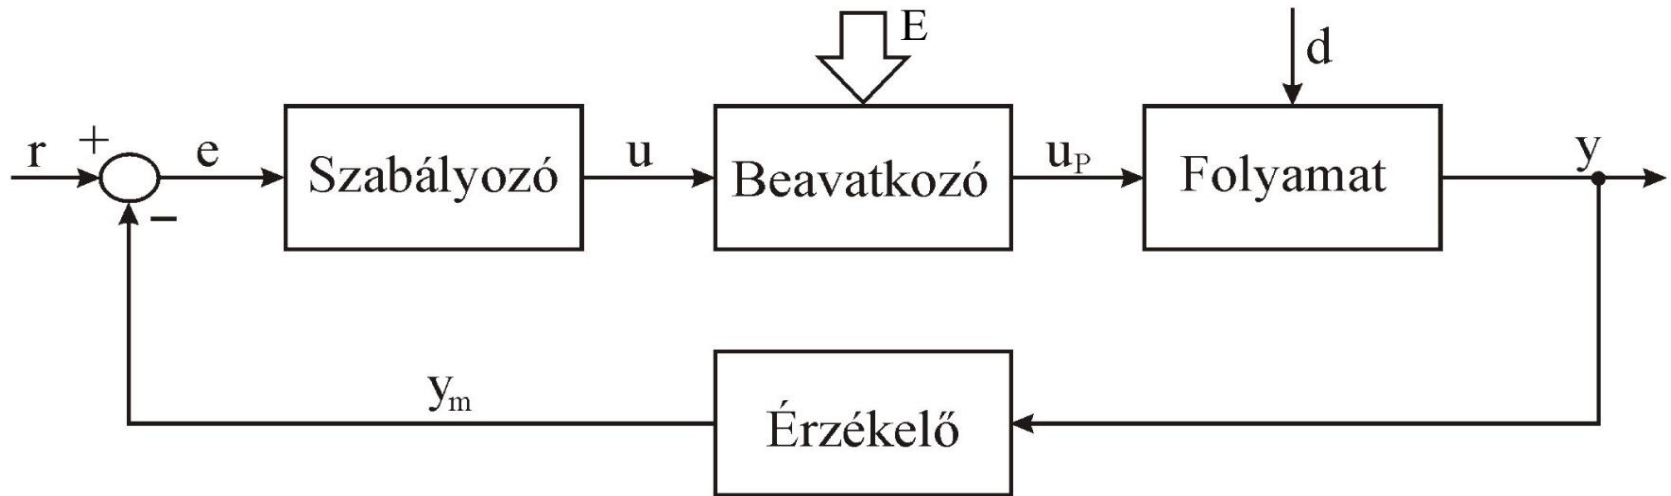 E
d
r
+
e
Szabályozó
u
Beavatkozó
uP
Folyamat
y
−
ym
Érzékelő